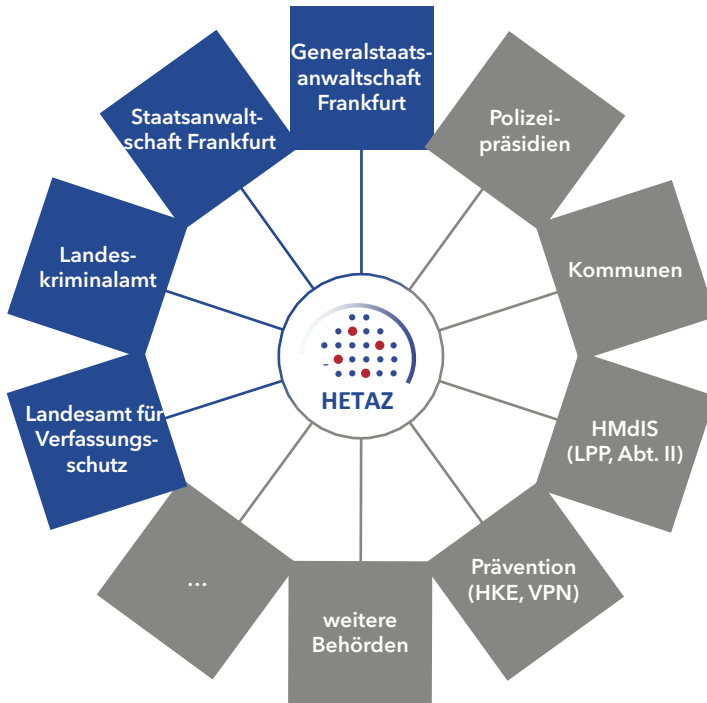 Generalstaats-
anwaltschaft
Frankfurt
Polizei-
präsidien
Kommunen
HMdIS
(LPP, Abt. II)
Prävention
(HKE, VPN)
weitere
Behörden
...
Landesamt für
Verfassungs-
schutz
Landes-
kriminalamt
Staatsanwalt-
schaft Frankfurt
HETAZ